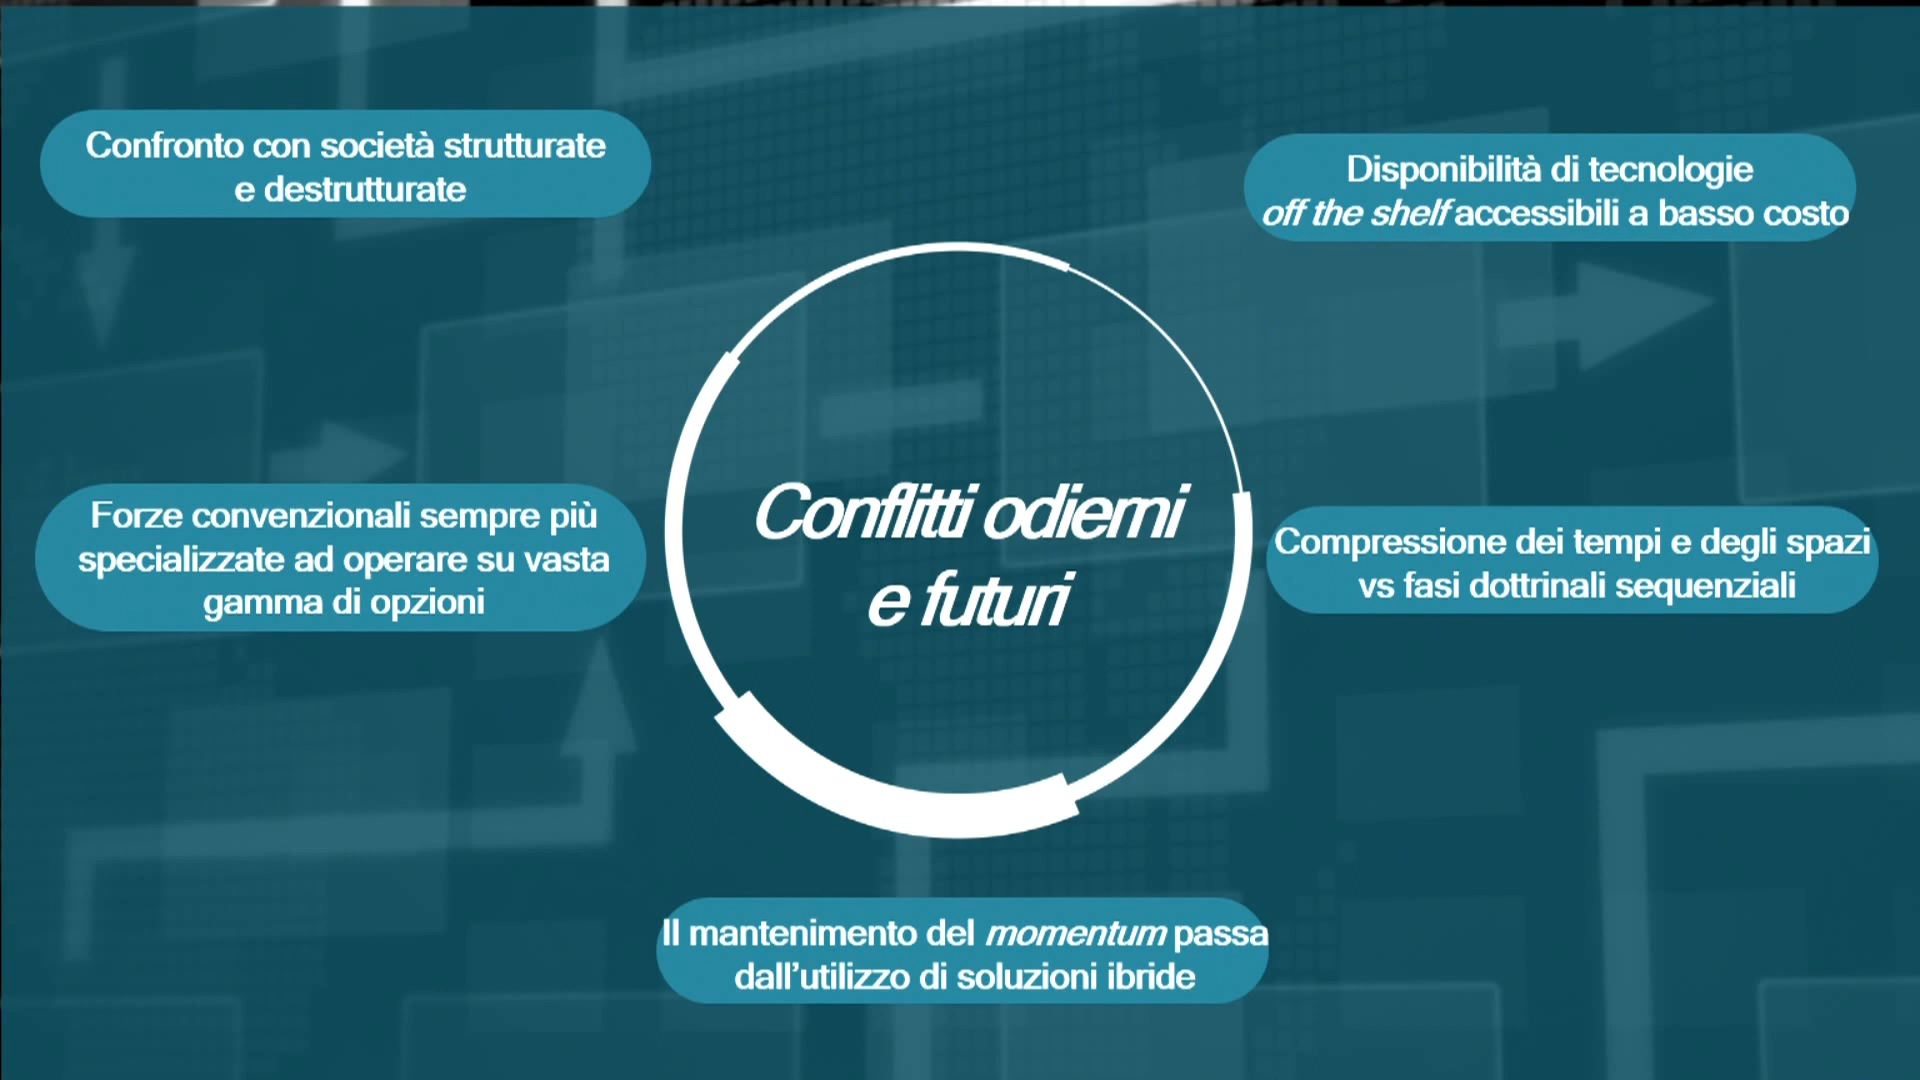 Confronto con società strutturate
e destrutturate
Disponibilità di tecnologie
off the shelf accessibili a basso costo
Forze convenzionali sempre più
specializzate ad operare su vasta
gamma di opzioni
Conflitti odierni
e futuri
Compressione dei tempi e degli spazi
vs fasi dottrinali sequenziali
Il mantenimento del momentum passa
dall’utilizzo di soluzioni ibride